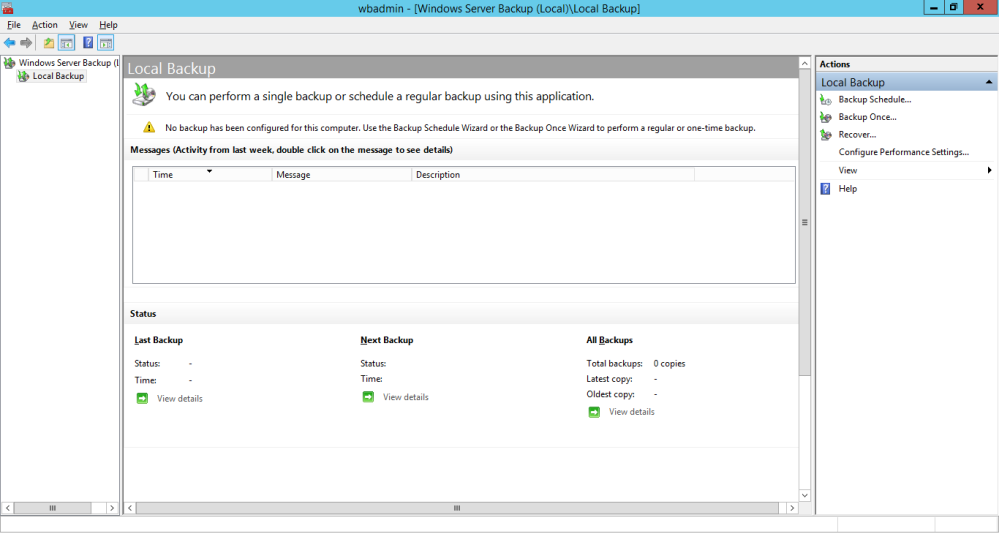 wbadmin - [Windows Server Backup (Local)\Local Backup]
File Action View Help
Windows Server Backup (L
Local Backup
Local Backup
You can perform a single backup or schedule a regular backup using this application.
No backup has been configured for this computer. Use the Backup Schedule Wizard or the Backup Once Wizard to perform a regular or one-time backup.
Messages (Activity from last week, double click on the message to see details)
Time Message Description
Status
Last Backup
Status: -
Time: -
View details
Next Backup
Status:
Time:
View details
All Backups
Total backups: 0 copies
Latest copy: -
Oldest copy: -
View details
Actions
Local Backup
Backup Schedule...
Backup Once...
Recover...
Configure Performance Settings...
View
Help